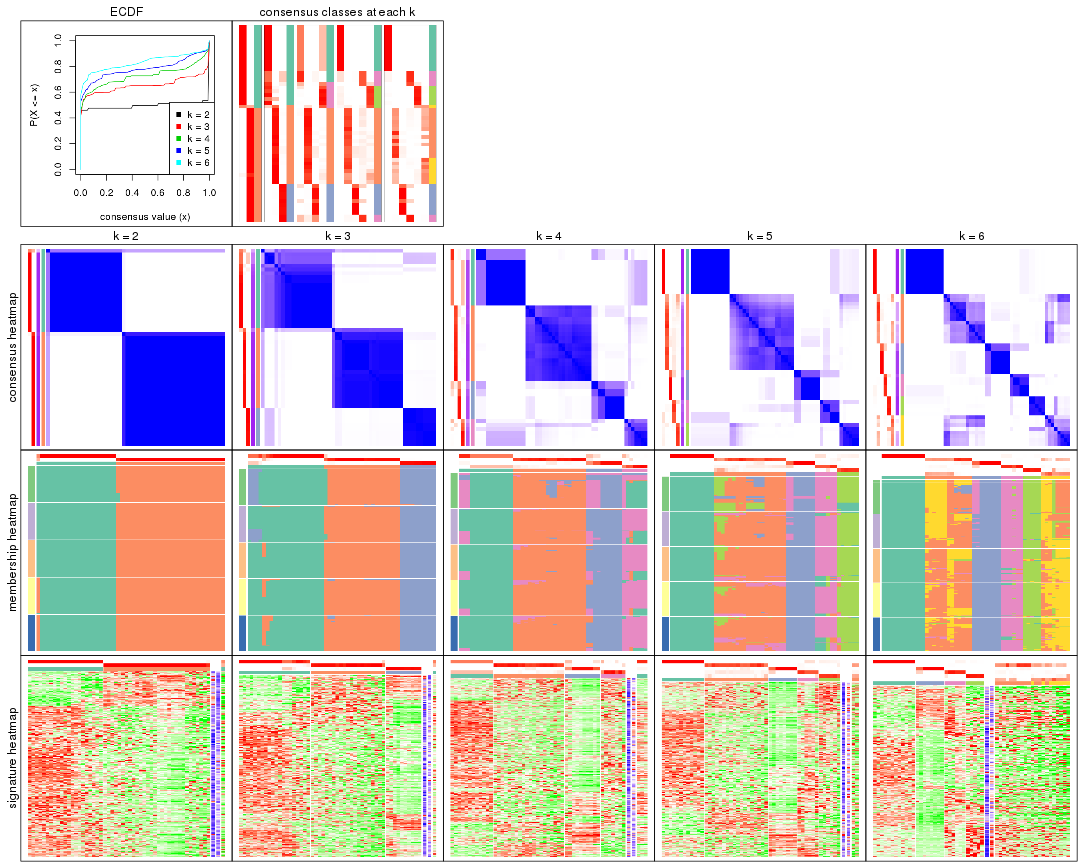 ECDF
consensus classes at each k
P(X <= x)
0.0 0.2 0.4 0.6 0.8 1.0
k = 2
k = 3
k = 4
k = 5
k = 6
0.0 0.2 0.4 0.6 0.8 1.0
consensus value (x)
k = 2 k = 3 k = 4 k = 5 k = 6
consensus heatmap
membership heatmap
signature heatmap